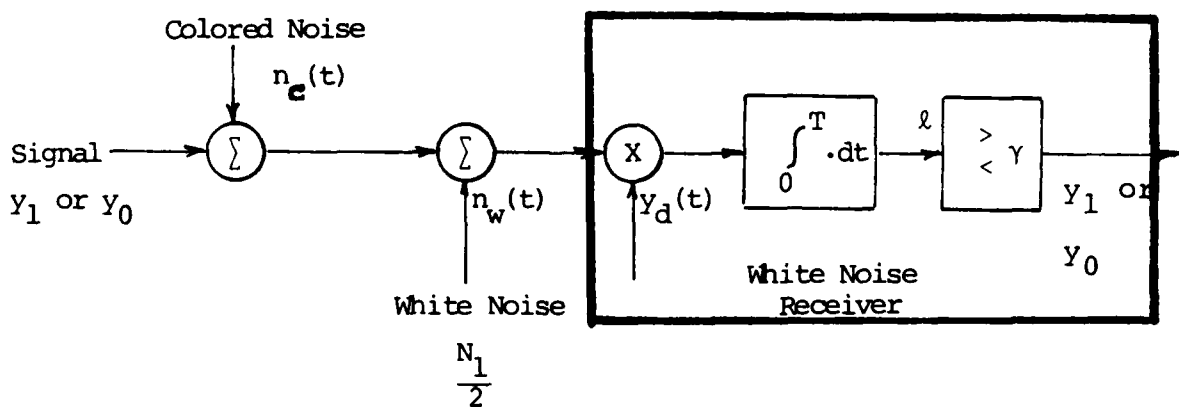 Colored Noise
n_c(t)
Signal
y_1 or y_0
Σ
Σ
n_w(t)
White Noise
N_1
2
X
y_d(t)
∫
T
0
.dt
ℓ
>
<
γ
y_1 or
y_0
White Noise
Receiver